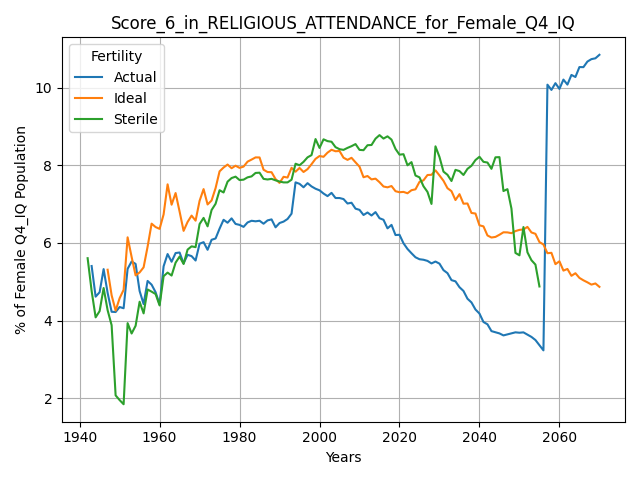 Score_6_in_RELIGIOUS_ATTENDANCE_for_Female_Q4_IQ
Fertility
Actual
Ideal
Sterile
% of Female Q4_IQ Population
10
8
6
4
2
1940
1960
1980
2000
2020
2040
2060
Years